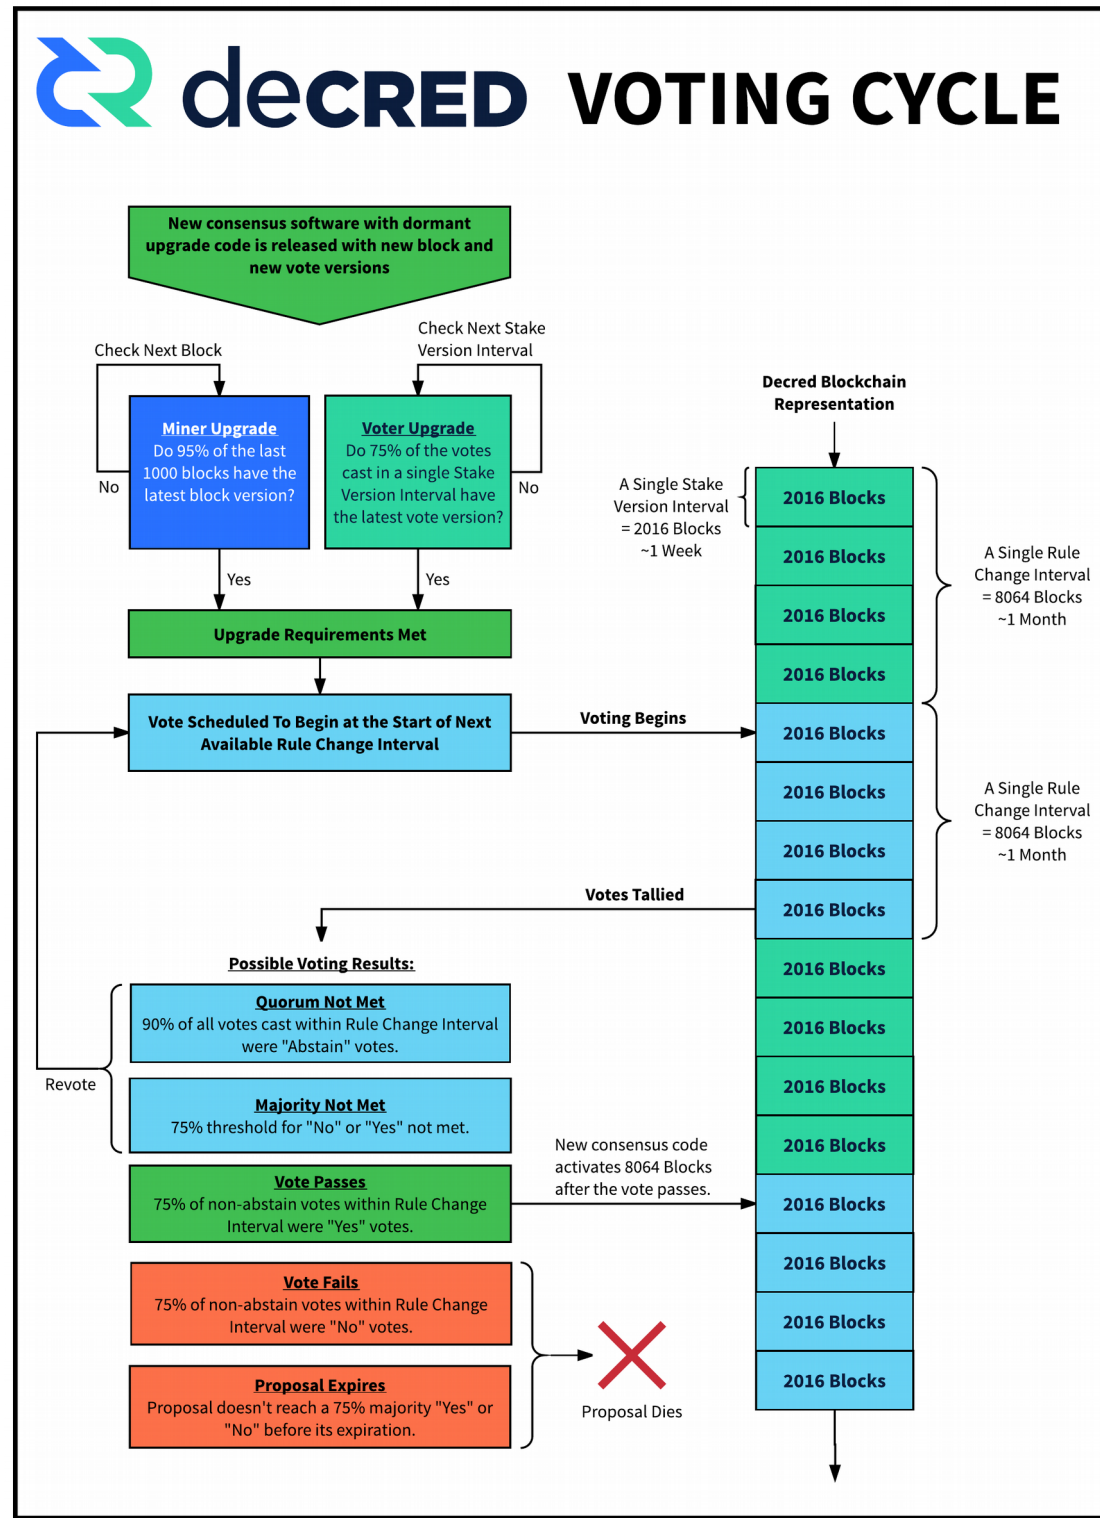 decred VOTING CYCLE
New consensus software with dormant
upgrade code is released with new block and
new vote versions
Check Next Block
Check Next Stake
Version Interval
Miner Upgrade
Do 95% of the last
1000 blocks have the
latest block version?
No
Voter Upgrade
Do 75% of the votes
cast in a single Stake
Version Interval have
the latest vote version?
No
Yes
Yes
Upgrade Requirements Met
Vote Scheduled To Begin at the Start of Next
Available Rule Change Interval
Voting Begins
Decred Blockchain
Representation
A Single Stake
Version Interval
= 2016 Blocks
~1 Week
2016 Blocks
2016 Blocks
2016 Blocks
2016 Blocks
A Single Rule
Change Interval
= 8064 Blocks
~1 Month
2016 Blocks
2016 Blocks
2016 Blocks
2016 Blocks
A Single Rule
Change Interval
= 8064 Blocks
~1 Month
Votes Tallied
2016 Blocks
2016 Blocks
2016 Blocks
2016 Blocks
2016 Blocks
2016 Blocks
2016 Blocks
2016 Blocks
Possible Voting Results:
Quorum Not Met
90% of all votes cast within Rule Change Interval
were "Abstain" votes.
Revote
Majority Not Met
75% threshold for "No" or "Yes" not met.
Vote Passes
75% of non-abstain votes within Rule Change
Interval were "Yes" votes.
New consensus code
activates 8064 Blocks
after the vote passes.
Vote Fails
75% of non-abstain votes within Rule Change
Interval were "No" votes.
Proposal Expires
Proposal doesn't reach a 75% majority "Yes" or
"No" before its expiration.
Proposal Dies